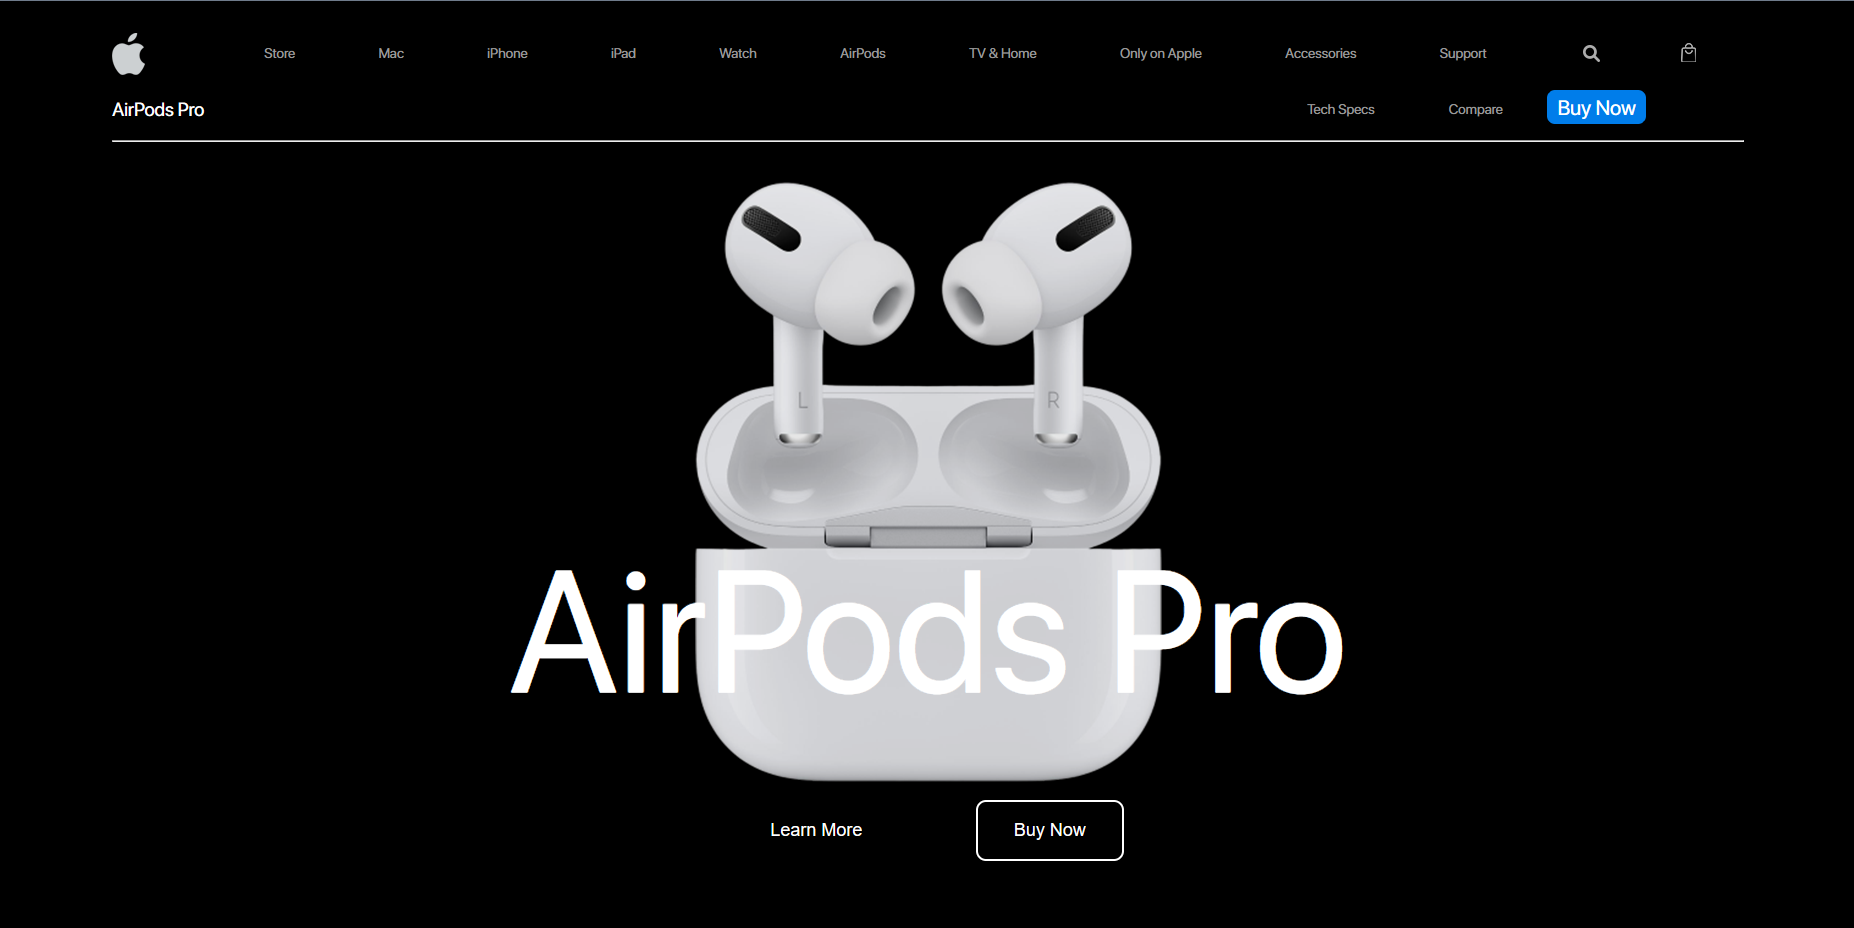 Store Mac iPhone iPad Watch AirPods TV & Home Only on Apple Accessories Support
AirPods Pro Tech Specs Compare Buy Now
L R
AirPods Pro
Learn More Buy Now